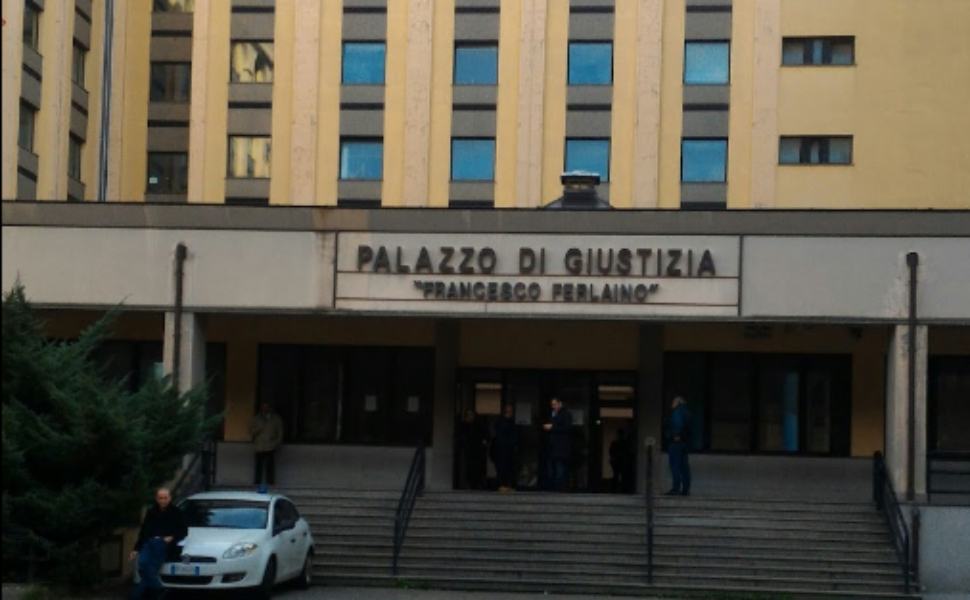 PALAZZO DI GIUSTIZIA
"FRANCESCO FERLAINO"